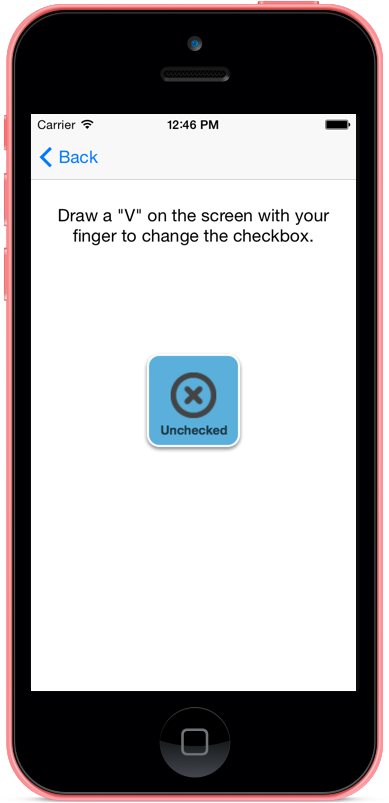 Carrier 12:46 PM
Back
Draw a "V" on the screen with your
finger to change the checkbox.
Unchecked